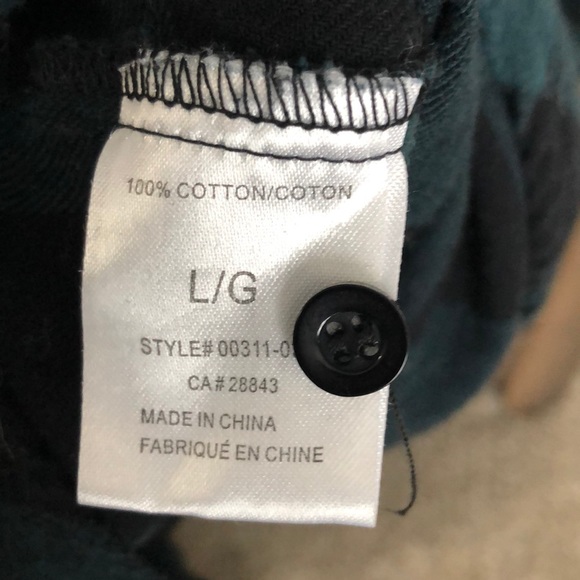 100% COTTON/COTON
L/G
STYLE# 00311-0
CA#28843
MADE IN CHINA
FABRIQUÉ EN CHINE